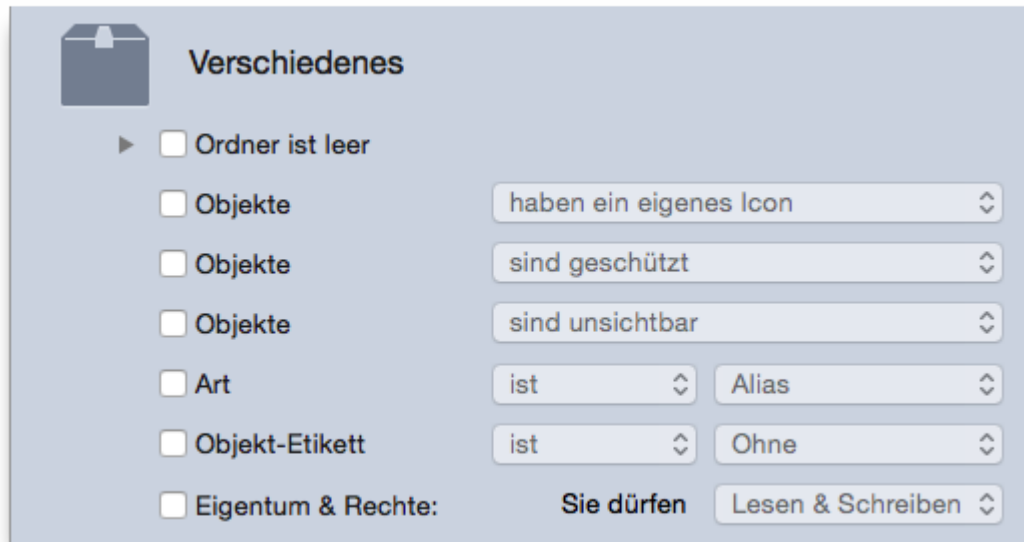 Verschiedenes
Ordner ist leer
Objekte haben ein eigenes Icon
Objekte sind geschützt
Objekte sind unsichtbar
Art ist Alias
Objekt-Etikett ist Ohne
Eigentum & Rechte: Sie dürfen Lesen & Schreiben